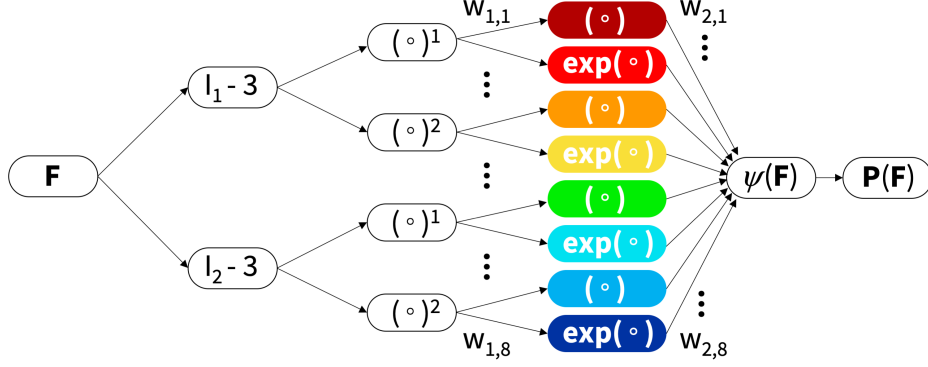 F
I₁ - 3
I₂ - 3
(∘)¹
(∘)²
(∘)¹
(∘)²
w₁,₁
⋮
⋮
⋮
w₁,₈
(∘)
exp(∘)
(∘)
exp(∘)
(∘)
exp(∘)
(∘)
exp(∘)
w₂,₁
⋮
⋮
w₂,₈
ψ(F)
P(F)